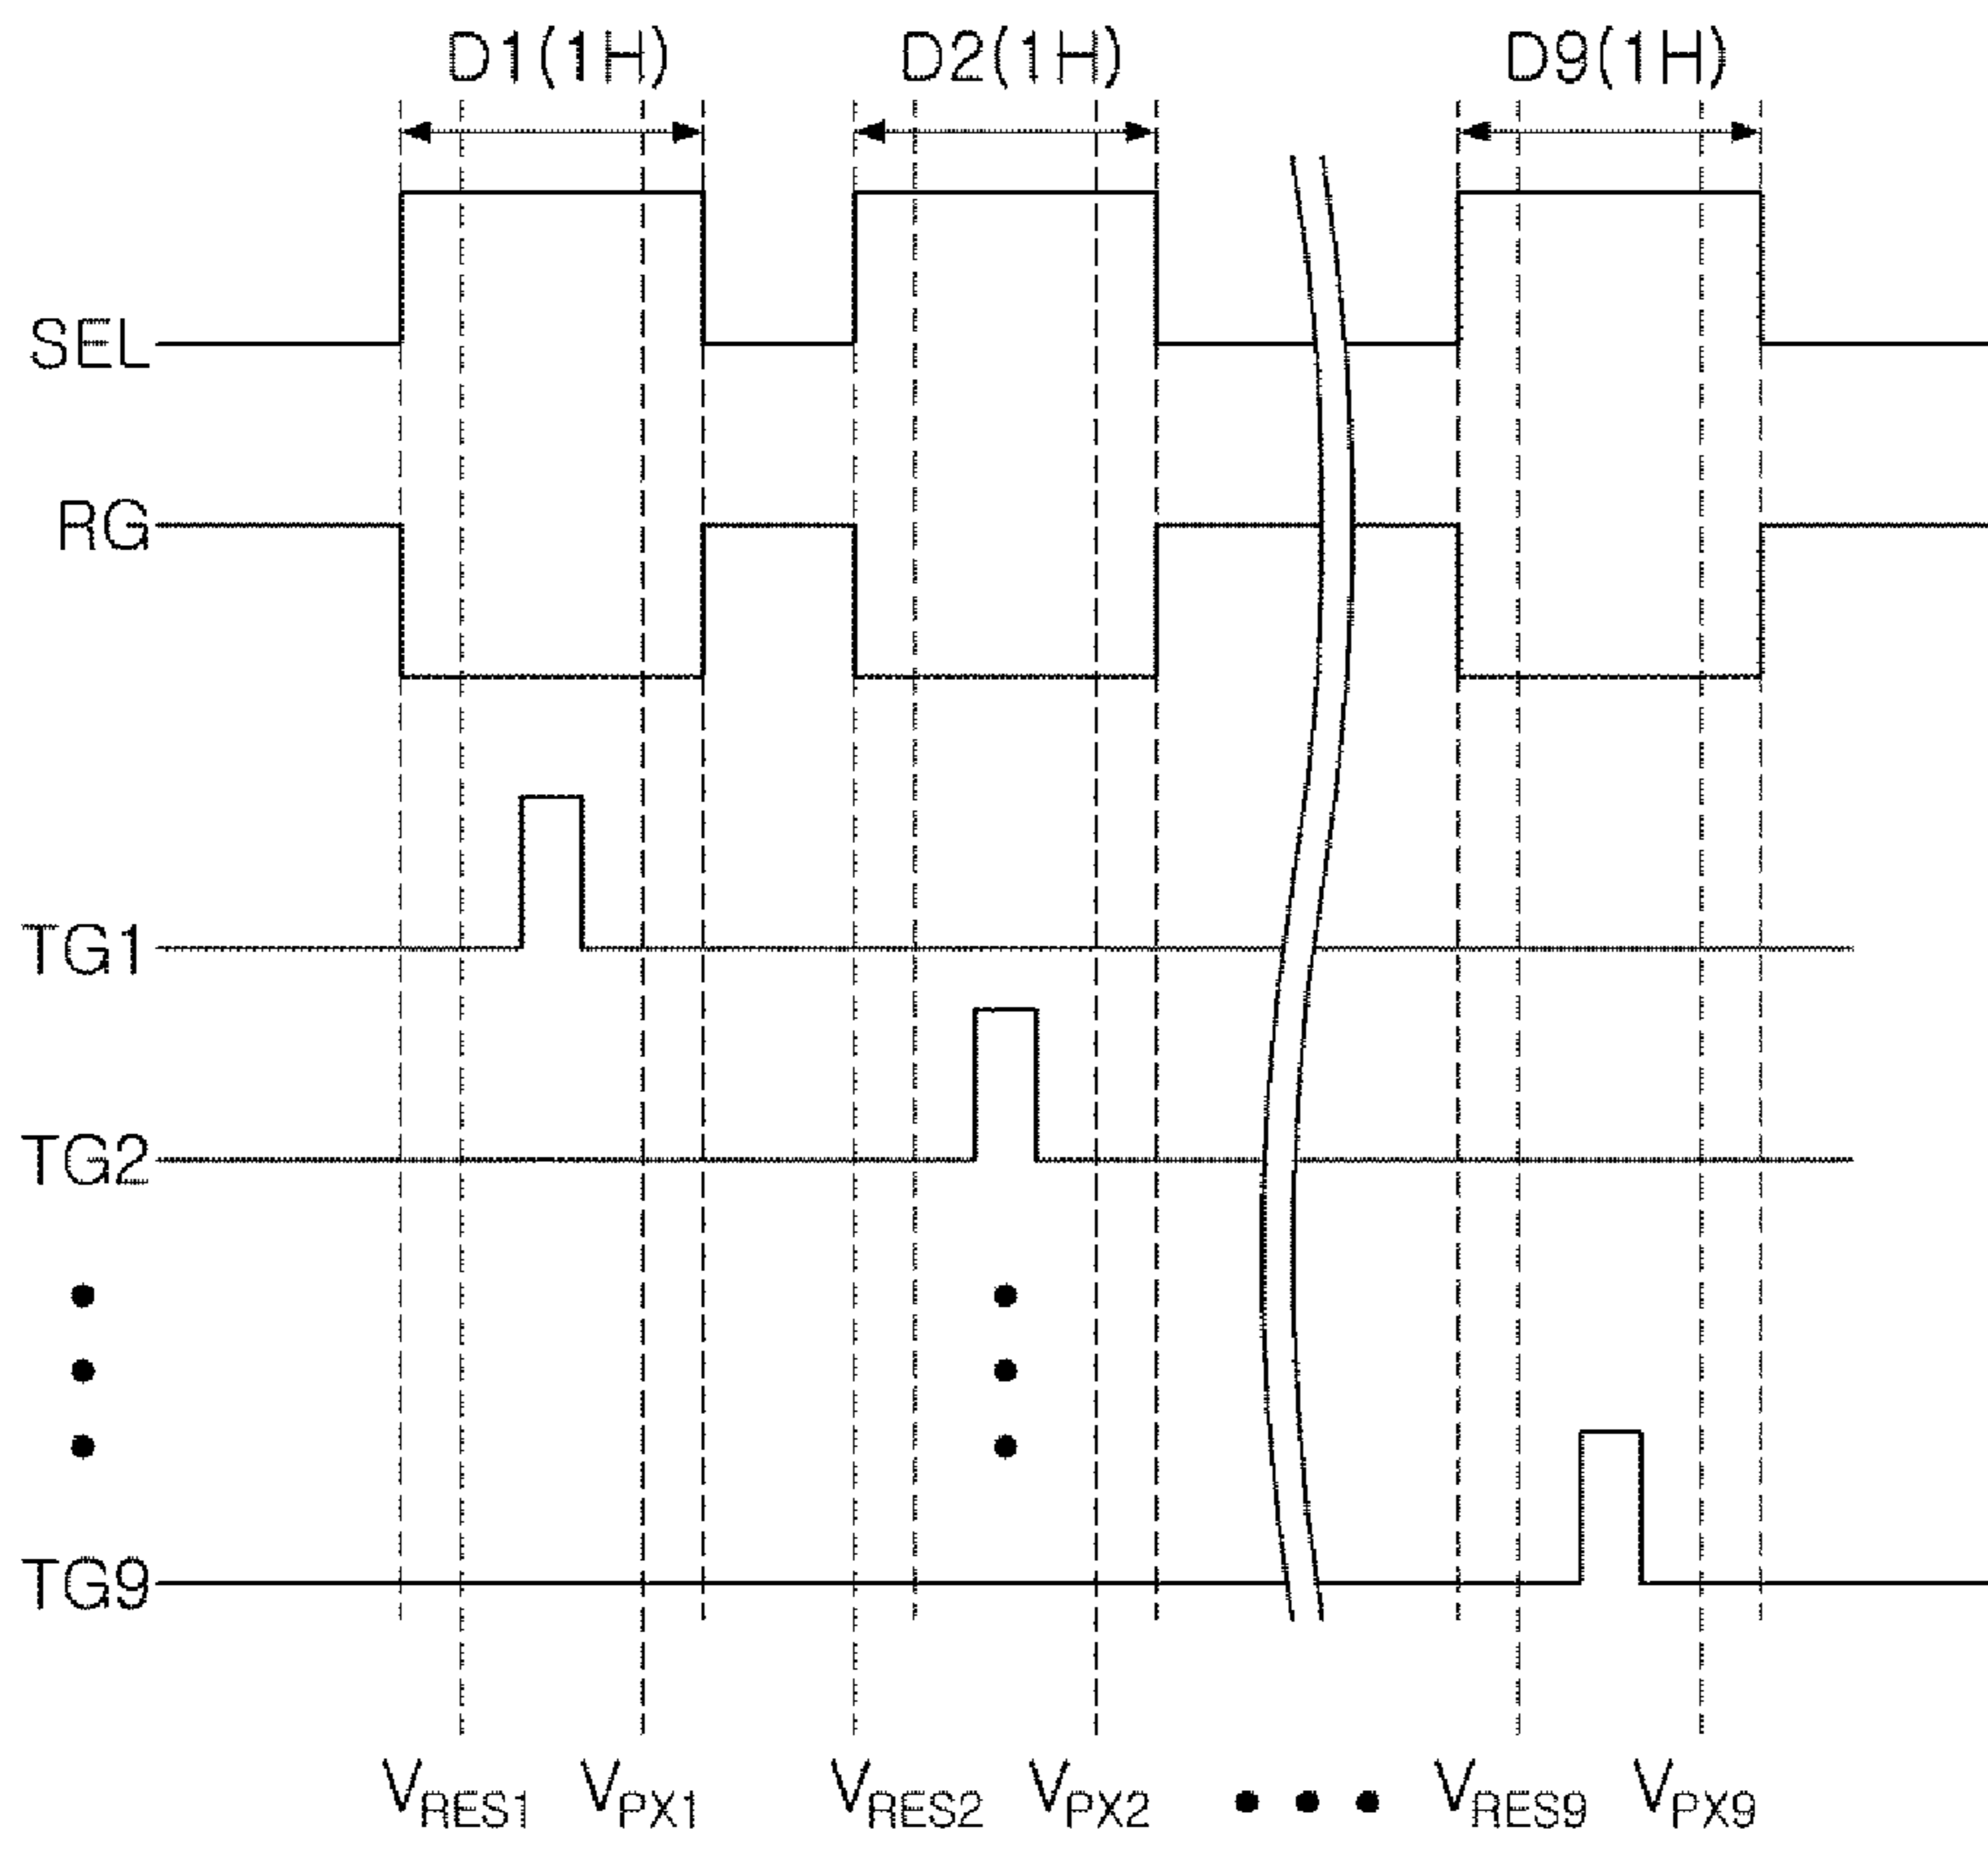 D1(1H) D2(1H) D9(1H)
SEL
RG
TG1
TG2
TG9
VRES1 VPX1 VRES2 VPX2 ••• VRES9 VPX9